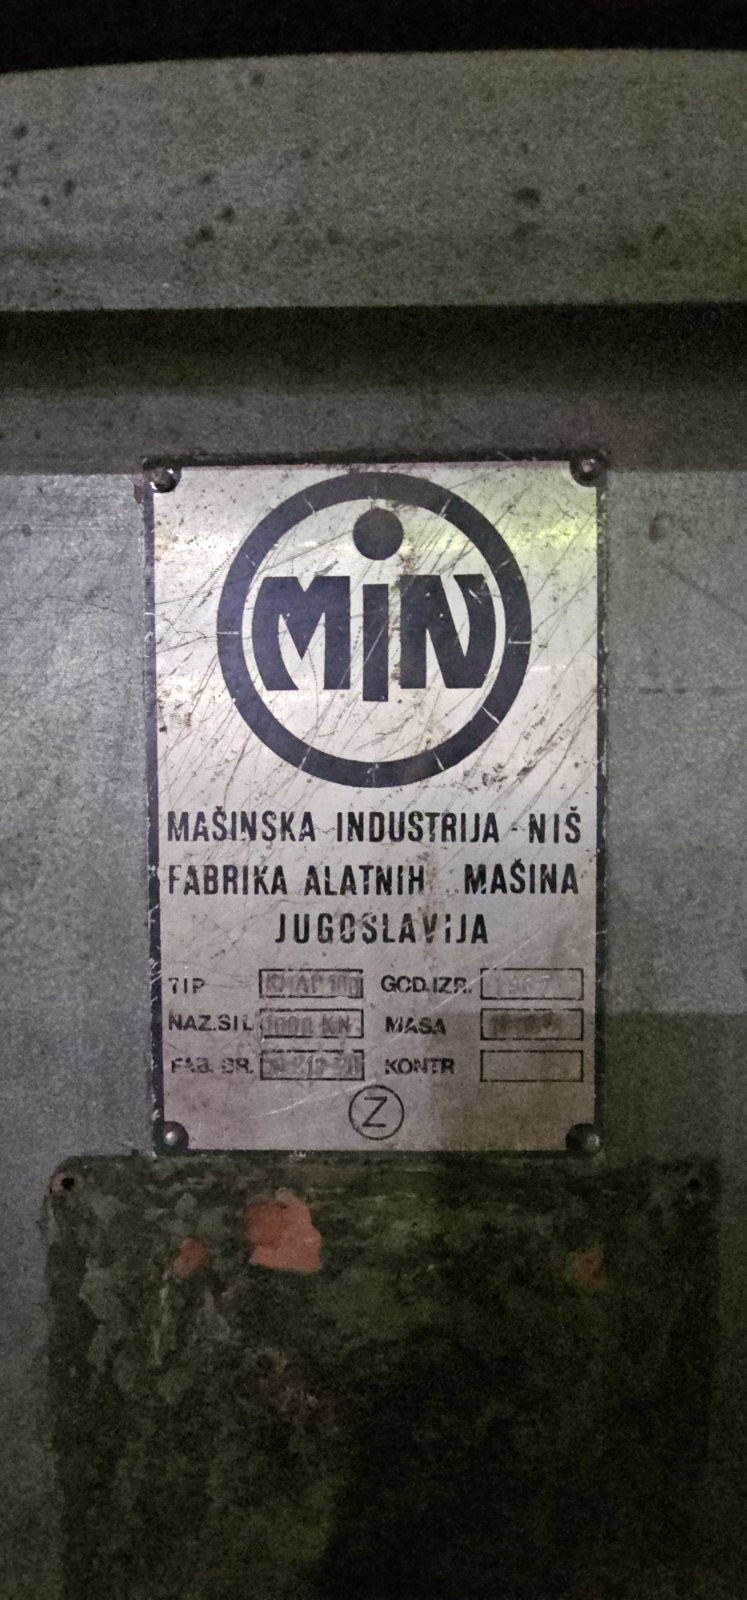 MiN
MAŠINSKA INDUSTRIJA - NIŠ
FABRIKA ALATNIH MAŠINA
JUGOSLAVIJA
TIP GOD.IZR.
NAZ.SIL 1000 KN MASA
FAB. BR. KONTR
Z